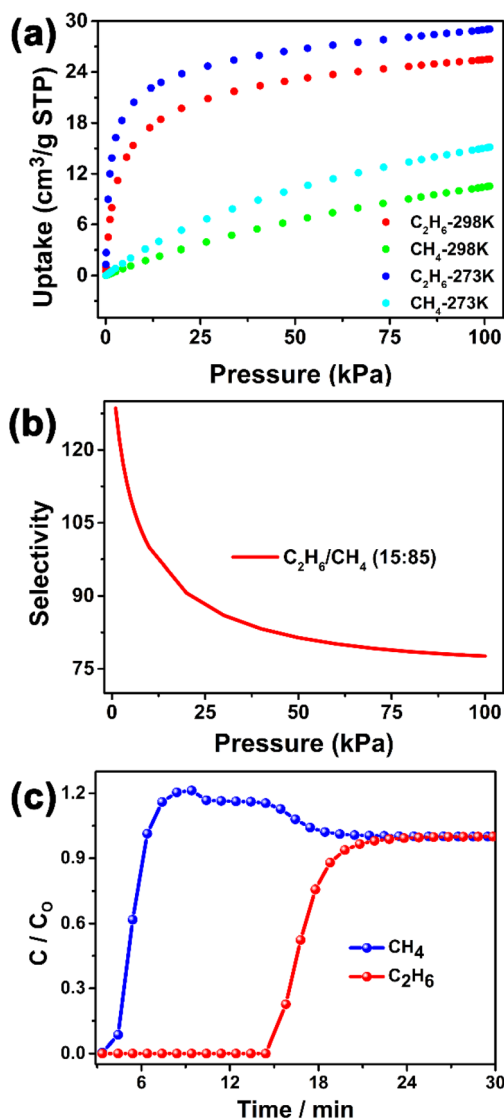 (a)
30
24
18
12
6
0
Uptake (cm³/g STP)
C₂H₆-298K
CH₄-298K
C₂H₆-273K
CH₄-273K
0 25 50 75 100
Pressure (kPa)
(b)
120
105
90
75
Selectivity
C₂H₆/CH₄ (15:85)
0 25 50 75 100
Pressure (kPa)
(c)
1.2
0.9
0.6
0.3
0.0
C / C₀
CH₄
C₂H₆
6 12 18 24 30
Time / min